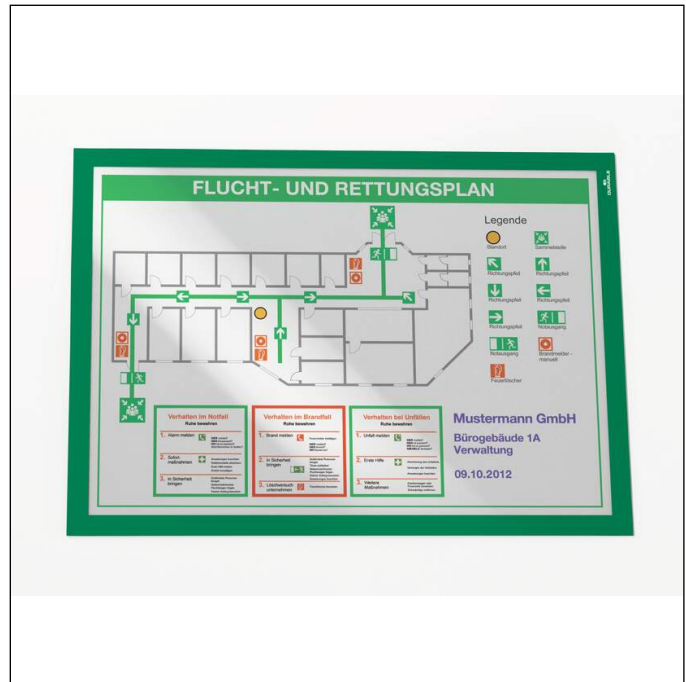 DURABLE
FLUCHT- UND RETTUNGSPLAN
Legende
Standort
Sammelstelle
Richtungspfeil
Richtungspfeil
Richtungspfeil
Richtungspfeil
Richtungspfeil
Notausgang
Notausgang
Brandmelder-
manuell
Feuerlöscher
Verhalten im Notfall
Ruhe bewahren
1. Alarm melden
2. Sofort-
maßnahmen
3. In Sicherheit
bringen
Verhalten im Brandfall
Ruhe bewahren
1. Brand melden
2. In Sicherheit
bringen
3. Löschversuch
unternehmen
Verhalten bei Unfällen
Ruhe bewahren
1. Unfall melden
2. Erste Hilfe
3. Weitere
Maßnahmen
Mustermann GmbH
Bürogebäude 1A
Verwaltung
09.10.2012